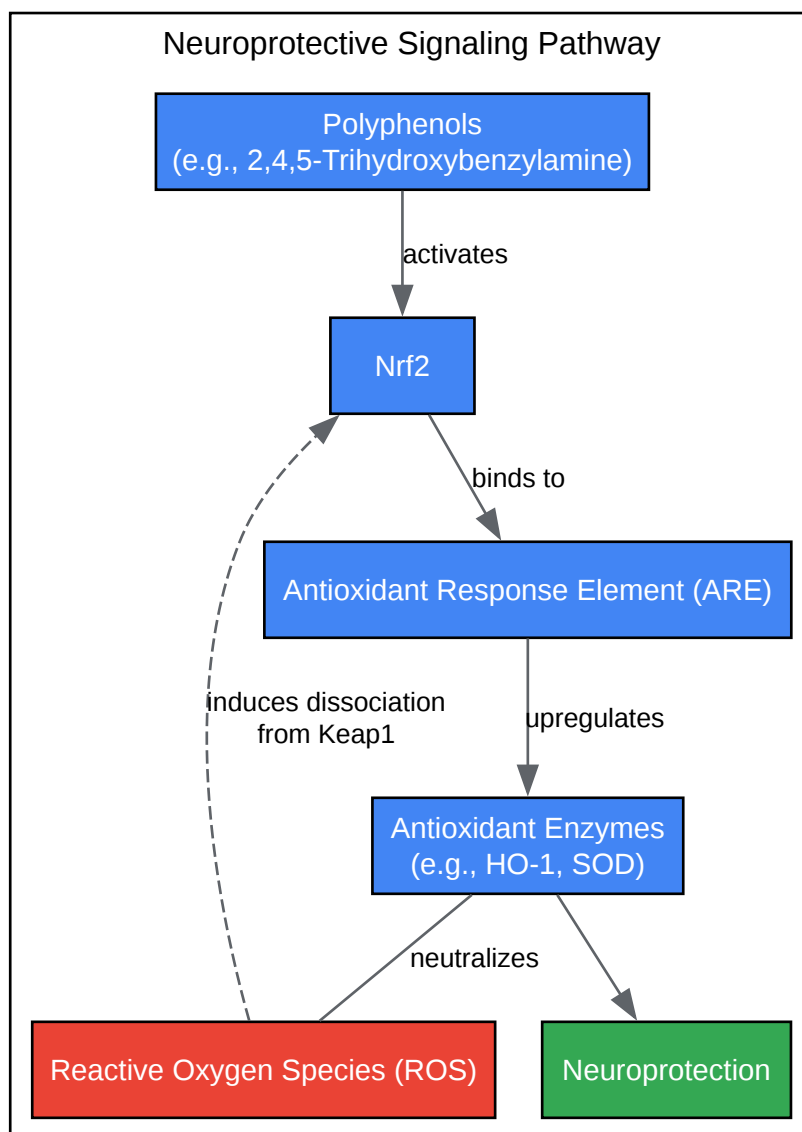 Neuroprotective Signaling Pathway
Polyphenols
(e.g., 2,4,5-Trihydroxybenzylamine)
activates
Nrf2
binds to
Antioxidant Response Element (ARE)
induces dissociation
from Keap1
upregulates
Antioxidant Enzymes
(e.g., HO-1, SOD)
neutralizes
Reactive Oxygen Species (ROS)
Neuroprotection